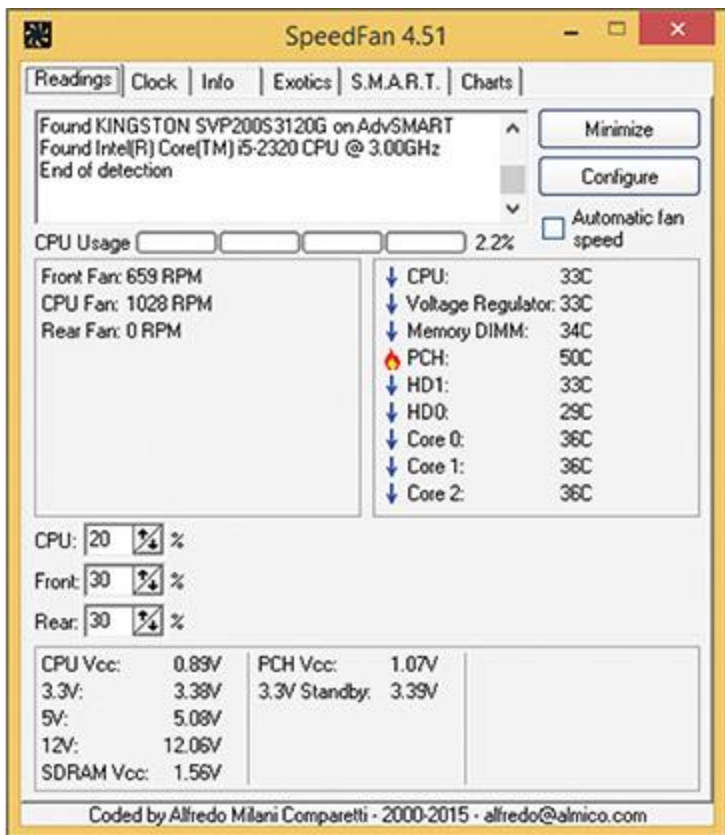 SpeedFan 4.51
Readings Clock Info Exotics S.M.A.R.T. Charts
Found KINGSTON SVP200S3120G on AdvSMART
Found Intel(R) Core(TM) i5-2320 CPU @ 3.00GHz
End of detection
Minimize
Configure
Automatic fan
speed
CPU Usage 2.2%
Front Fan: 659 RPM
CPU Fan: 1028 RPM
Rear Fan: 0 RPM
CPU: 33C
Voltage Regulator: 33C
Memory DIMM: 34C
PCH: 50C
HD1: 33C
HD0: 29C
Core 0: 36C
Core 1: 36C
Core 2: 36C
CPU: 20 %
Front: 30 %
Rear: 30 %
CPU Vcc: 0.89V
3.3V: 3.38V
5V: 5.08V
12V: 12.06V
SDRAM Vcc: 1.56V
PCH Vcc: 1.07V
3.3V Standby: 3.39V
Coded by Alfredo Milani Comparetti - 2000-2015 - alfredo@almico.com